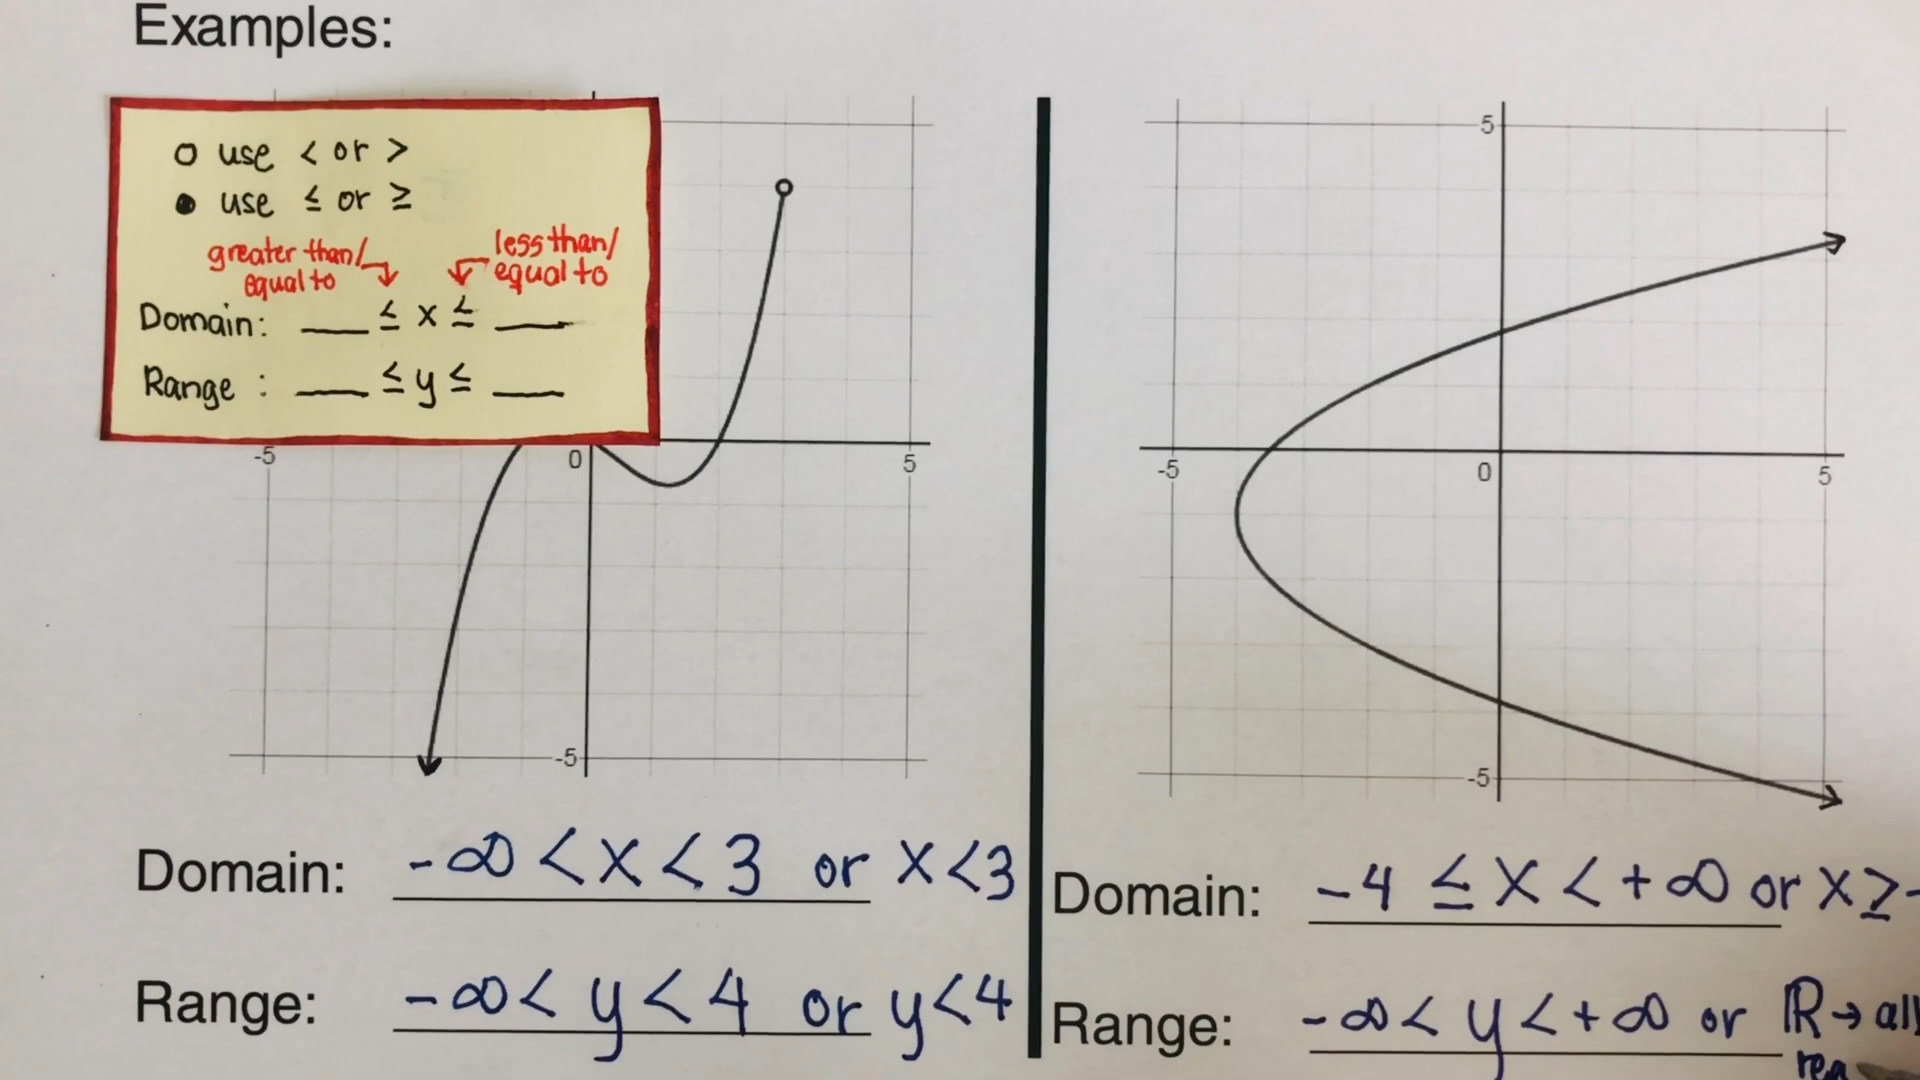 Examples:
○ use < or >
● use ≤ or ≥
greater than/
equal to
less than/
equal to
Domain: ___ ≤ x ≤ ___
Range : ___ ≤ y ≤ ___
-5
0
5
-5
5
-5
0
5
-5
Domain: -∞ < x < 3 or x < 3
Range: -∞ < y < 4 or y < 4
Domain: -4 ≤ x < +∞ or x ≥ -
Range: -∞ < y < +∞ or ℝ → all
rea